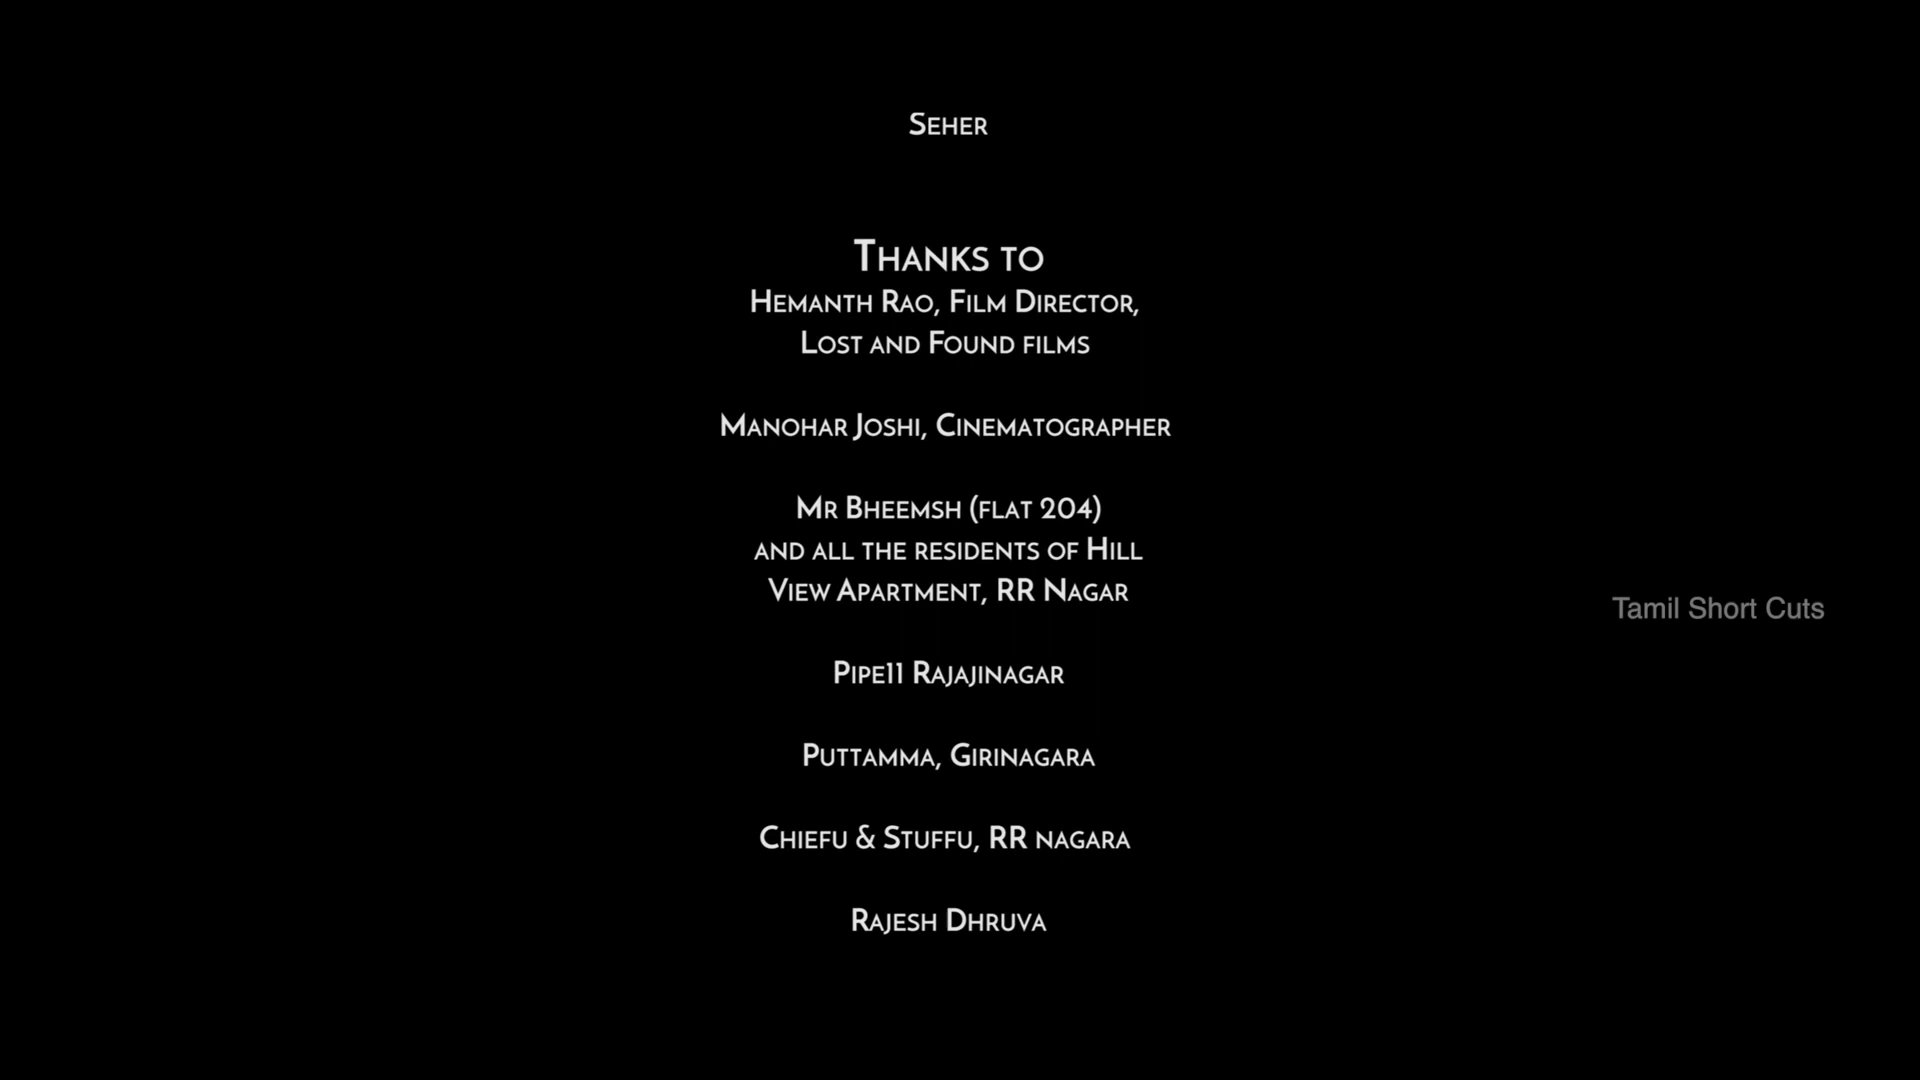 Seher
Thanks to
Hemanth Rao, Film Director,
Lost and Found films
Manohar Joshi, Cinematographer
Mr Bheemsh (flat 204)
and all the residents of Hill
View Apartment, RR Nagar
Tamil Short Cuts
Pipe11 Rajajinagar
Puttamma, Girinagara
Chiefu & Stuffu, RR nagara
Rajesh Dhruva